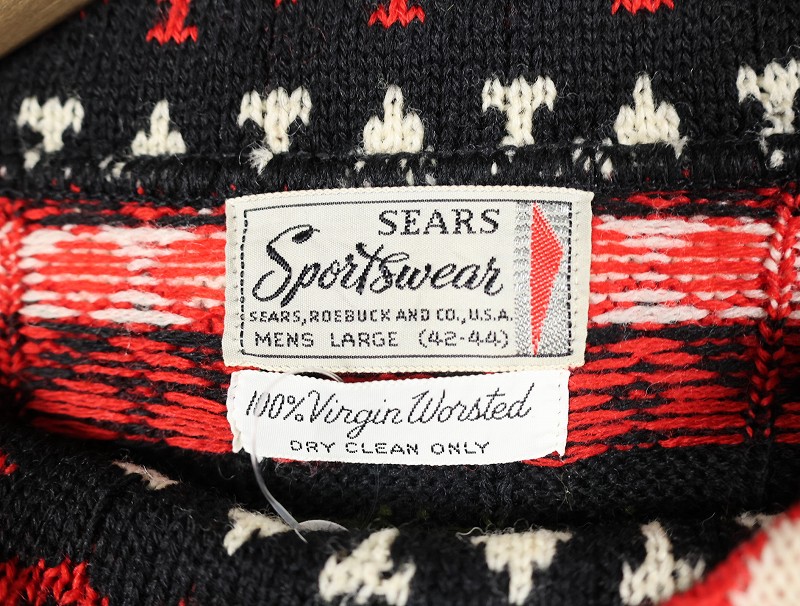 SEARS
Sportswear
SEARS, ROEBUCK AND CO., U.S.A.
MENS LARGE (42-44)
100% Virgin Worsted
DRY CLEAN ONLY